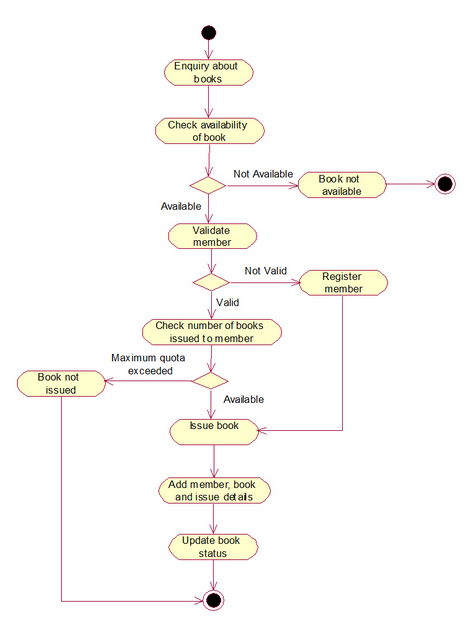 Enquiry about
books
Check availability
of book
Not Available
Book not
available
Available
Validate
member
Not Valid
Register
member
Valid
Check number of books
issued to member
Maximum quota
exceeded
Book not
issued
Available
Issue book
Add member, book
and issue details
Update book
status